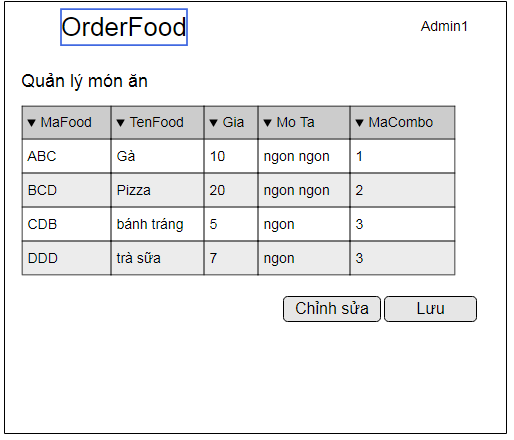 OrderFood Admin1
Quản lý món ăn
MaFood TenFood Gia Mo Ta MaCombo
ABC Gà 10 ngon ngon 1
BCD Pizza 20 ngon ngon 2
CDB bánh tráng 5 ngon 3
DDD trà sữa 7 ngon 3
Chỉnh sửa Lưu